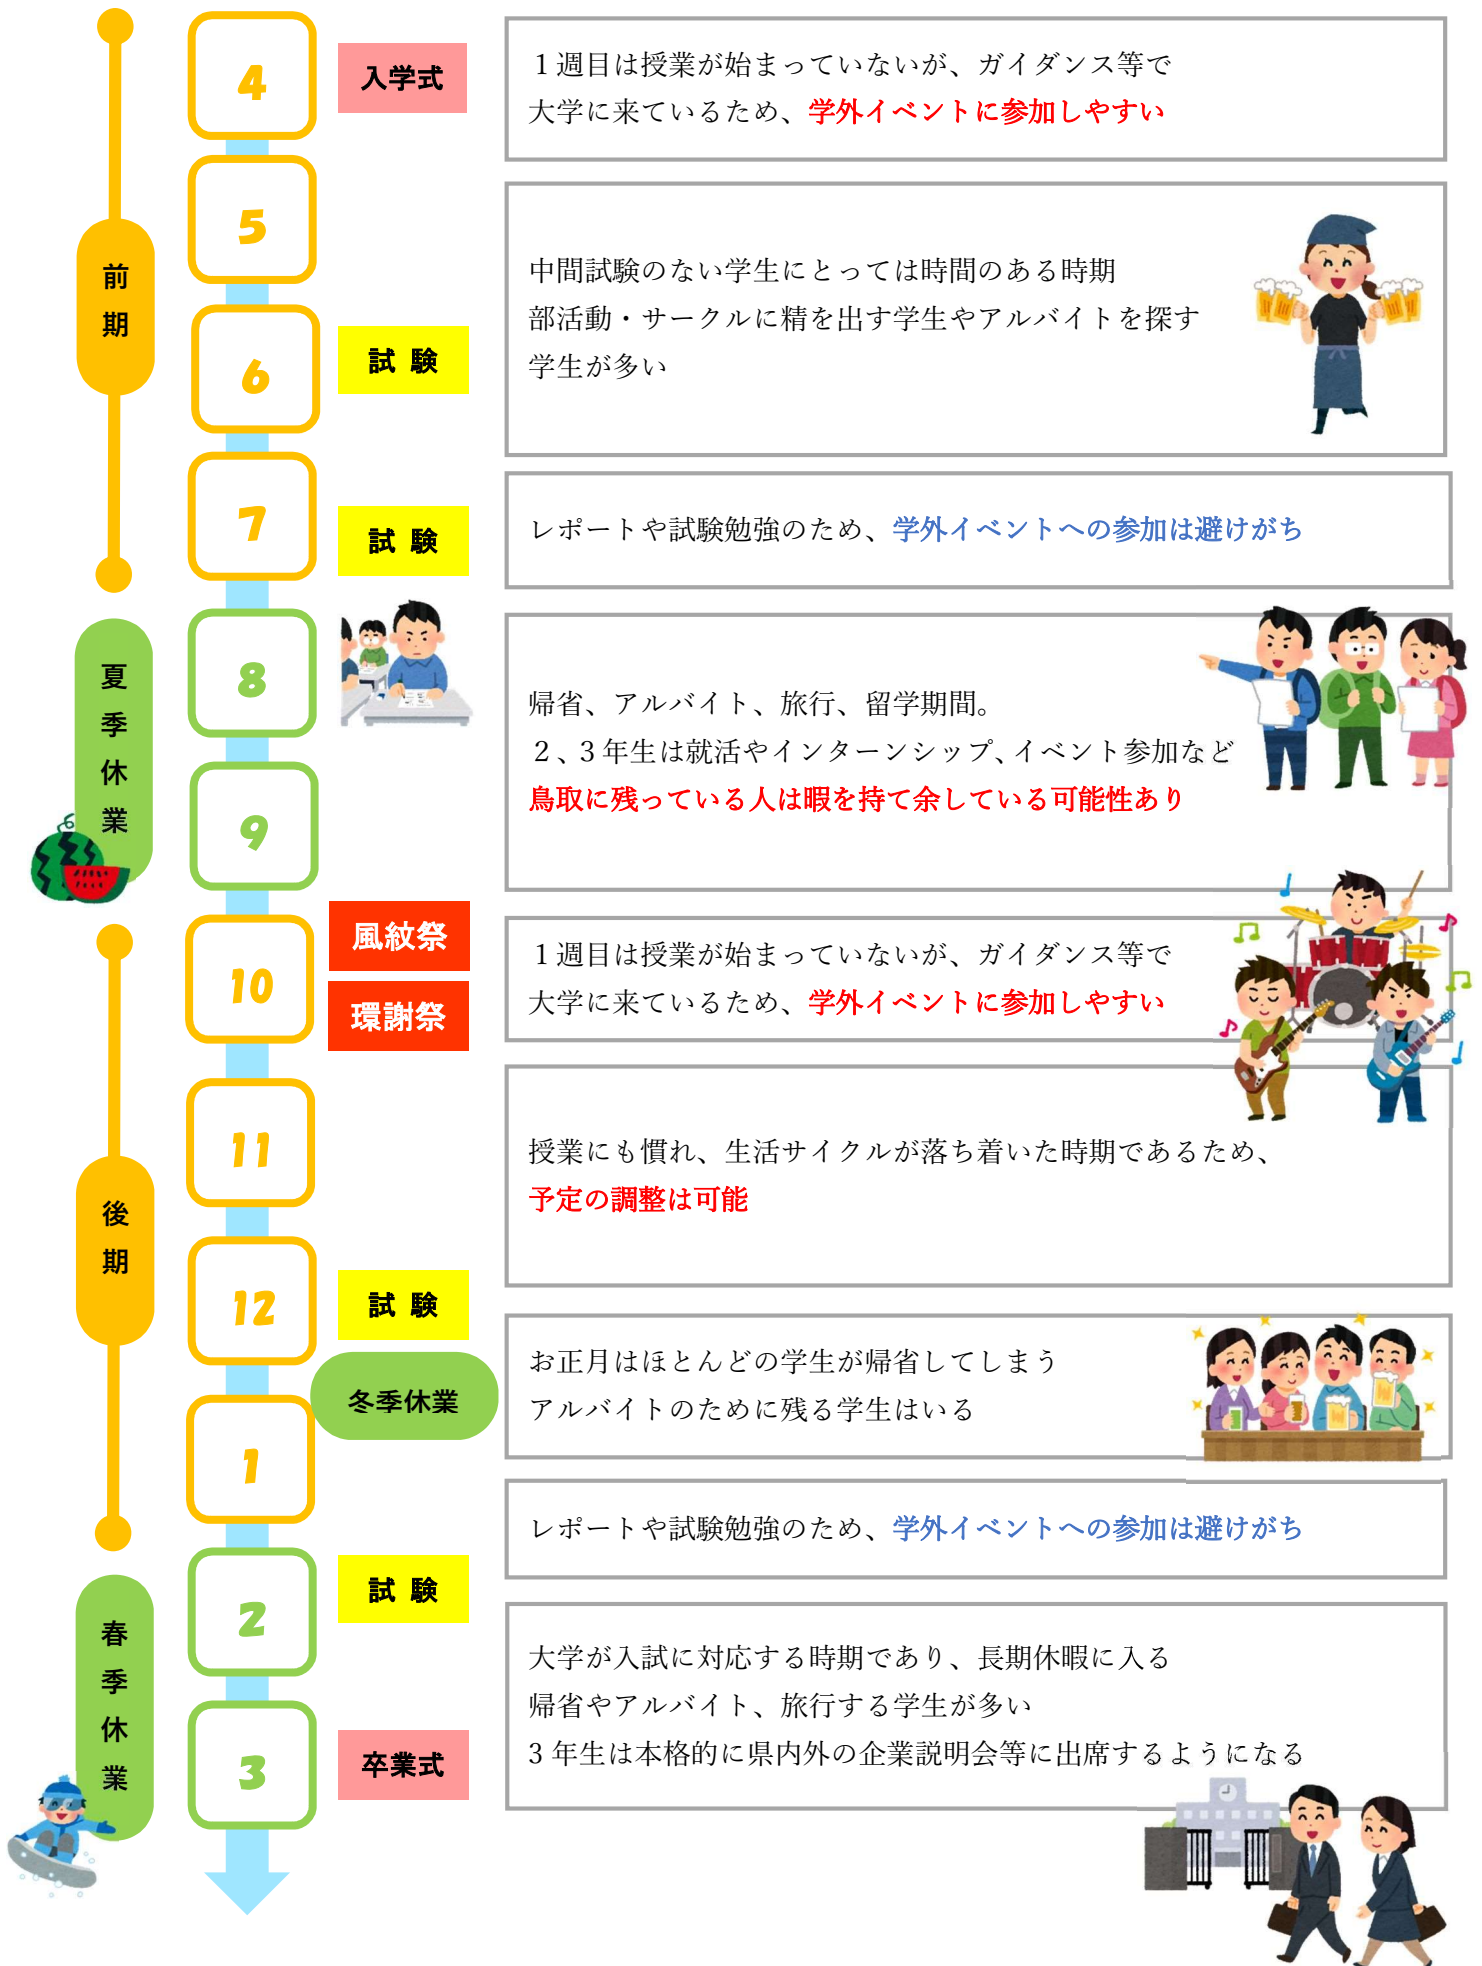 前期
4
入学式
１週目は授業が始まっていないが、ガイダンス等で
大学に来ているため、学外イベントに参加しやすい
5
中間試験のない学生にとっては時間のある時期
部活動・サークルに精を出す学生やアルバイトを探す
学生が多い
6
試 験
7
試 験
レポートや試験勉強のため、学外イベントへの参加は避けがち
夏季休業
8
帰省、アルバイト、旅行、留学期間。
２、３年生は就活やインターンシップ、イベント参加など
鳥取に残っている人は暇を持て余している可能性あり
9
後期
10
風紋祭
環謝祭
１週目は授業が始まっていないが、ガイダンス等で
大学に来ているため、学外イベントに参加しやすい
11
授業にも慣れ、生活サイクルが落ち着いた時期であるため、
予定の調整は可能
12
試 験
冬季休業
お正月はほとんどの学生が帰省してしまう
アルバイトのために残る学生はいる
1
レポートや試験勉強のため、学外イベントへの参加は避けがち
春季休業
2
試 験
大学が入試に対応する時期であり、長期休暇に入る
帰省やアルバイト、旅行する学生が多い
3 年生は本格的に県内外の企業説明会等に出席するようになる
3
卒業式